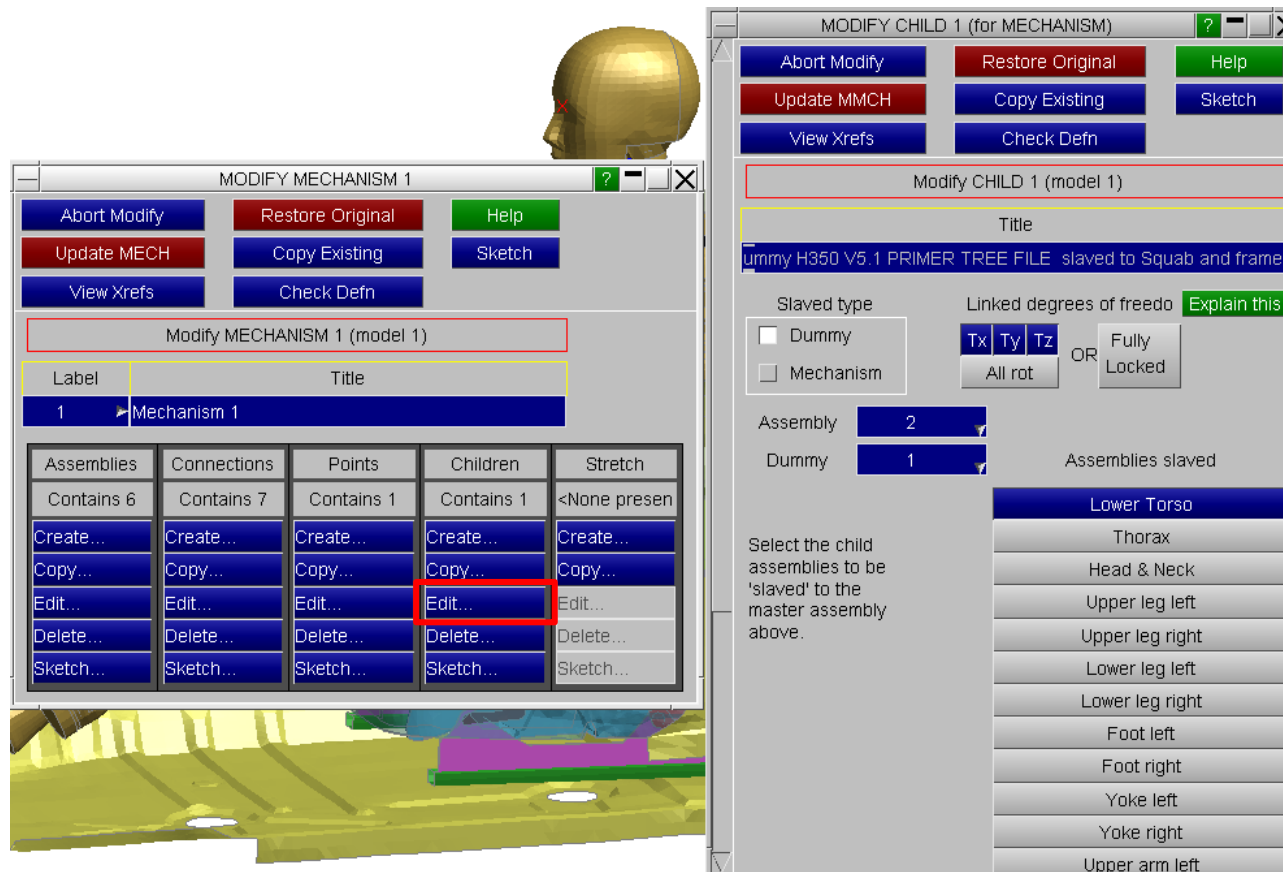 MODIFY MECHANISM 1
?
Abort Modify
Restore Original
Help
Update MECH
Copy Existing
Sketch
View Xrefs
Check Defn
Modify MECHANISM 1 (model 1)
Label
Title
1
Mechanism 1
Assemblies
Connections
Points
Children
Stretch
Contains 6
Contains 7
Contains 1
Contains 1
<None presen
Create...
Create...
Create...
Create...
Create...
Copy...
Copy...
Copy...
Copy...
Copy...
Edit...
Edit...
Edit...
Edit...
Edit...
Delete...
Delete...
Delete...
Delete...
Delete...
Sketch...
Sketch...
Sketch...
Sketch...
Sketch...
MODIFY CHILD 1 (for MECHANISM)
?
Abort Modify
Restore Original
Help
Update MMCH
Copy Existing
Sketch
View Xrefs
Check Defn
Modify CHILD 1 (model 1)
Title
ummy H350 V5.1 PRIMER TREE FILE slaved to Squab and frame
Slaved type
Linked degrees of freedo
Explain this
Dummy
Mechanism
Tx Ty Tz
All rot
OR
Fully
Locked
Assembly
2
Dummy
1
Assemblies slaved
Select the child
assemblies to be
'slaved' to the
master assembly
above.
Lower Torso
Thorax
Head & Neck
Upper leg left
Upper leg right
Lower leg left
Lower leg right
Foot left
Foot right
Yoke left
Yoke right
Upper arm left